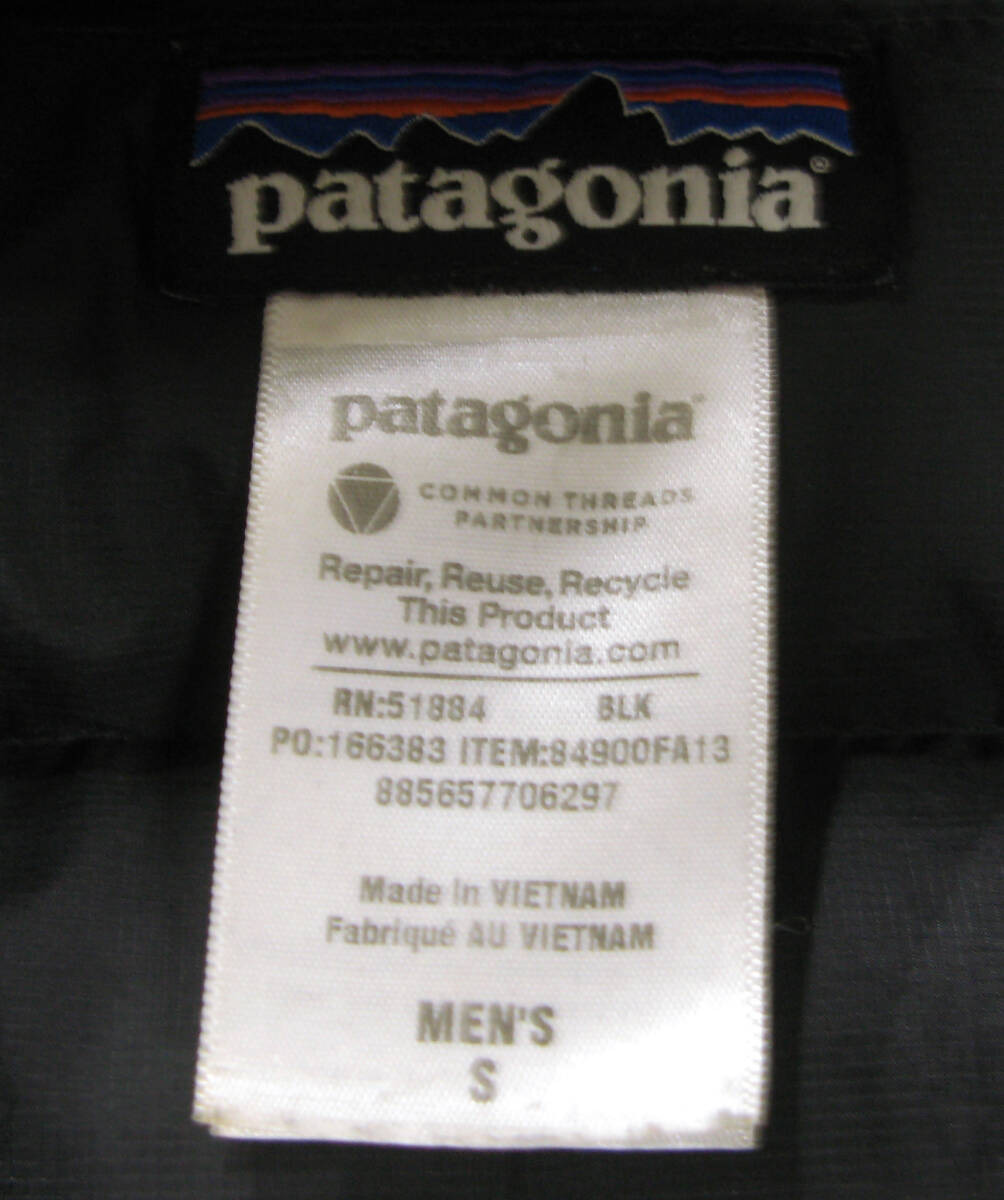 patagonia®
patagonia®
COMMON THREADS
PARTNERSHIP
Repair, Reuse, Recycle
This Product
www.patagonia.com
RN:51884 BLK
PO:166383 ITEM:84900FA13
885657706297
Made In VIETNAM
Fabriqué AU VIETNAM
MEN'S
S